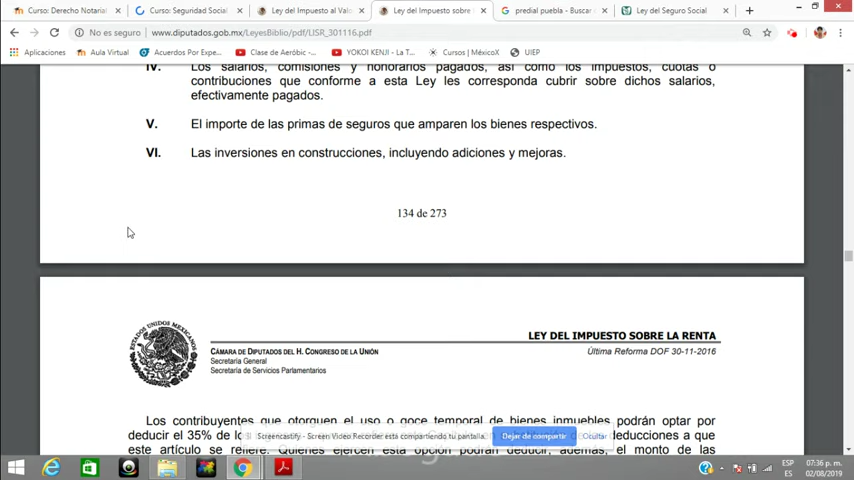 Curso: Derecho Notarial
Curso: Seguridad Social
Ley del Impuesto al Valo
Ley del Impuesto sobre
predial puebla - Buscar
Ley del Seguro Social
No es seguro | www.diputados.gob.mx/LeyesBiblio/pdf/LISR_301116.pdf
Aplicaciones
Aula Virtual
Acuerdos Por Expe...
Clase de Aeróbic -...
YOKOI KENJI - La T...
Cursos | MéxicoX
UIEP
IV. Los salarios, comisiones y honorarios pagados, así como los impuestos, cuotas o
contribuciones que conforme a esta Ley les corresponda cubrir sobre dichos salarios,
efectivamente pagados.
V. El importe de las primas de seguros que amparen los bienes respectivos.
VI. Las inversiones en construcciones, incluyendo adiciones y mejoras.
134 de 273
LEY DEL IMPUESTO SOBRE LA RENTA
CÁMARA DE DIPUTADOS DEL H. CONGRESO DE LA UNIÓN
Última Reforma DOF 30-11-2016
Secretaría General
Secretaría de Servicios Parlamentarios
ESTADOS UNIDOS MEXICANOS
Los contribuyentes que otorguen el uso o goce temporal de bienes inmuebles podrán optar por
deducir el 35% de lo deducciones a que
Screencastify - Screen Video Recorder está compartiendo tu pantalla.
Dejar de compartir
Ocultar
este artículo se refiere. Quienes ejercen esta opción podrán deducir, además, el monto de las
ESP
ES
07:36 p. m.
02/08/2019